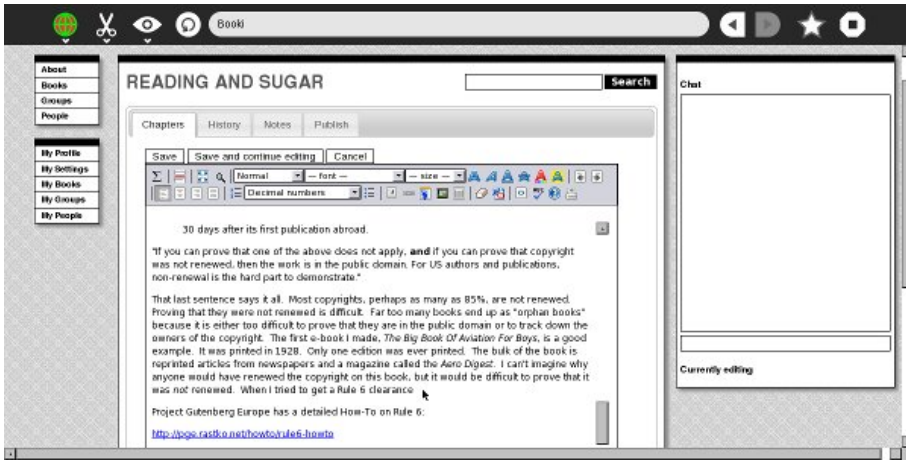 Booki
About
Books
Groups
People
My Profile
My Settings
My Books
My Groups
My People
READING AND SUGAR
Search
Chapters History Notes Publish
Save Save and continue editing Cancel
Normal -- font -- -- size --
Decimal numbers
30 days after its first publication abroad.
"If you can prove that one of the above does not apply, and if you can prove that copyright
was not renewed, then the work is in the public domain. For US authors and publications,
non-renewal is the hard part to demonstrate."
That last sentence says it all. Most copyrights, perhaps as many as 85%, are not renewed.
Proving that they were not renewed is difficult. Far too many books end up as "orphan books"
because it is either too difficult to prove that they are in the public domain or to track down the
owners of the copyright. The first e-book I made, The Big Book Of Aviation For Boys, is a good
example. It was printed in 1928. Only one edition was ever printed. The bulk of the book is
reprinted articles from newspapers and a magazine called the Aero Digest. I can't imagine why
anyone would have renewed the copyright on this book, but it would be difficult to prove that it
was not renewed. When I tried to get a Rule 6 clearance
Project Gutenberg Europe has a detailed How-To on Rule 6:
http://pge.rastko.net/howto/rule6-howto
Chat
Currently editing